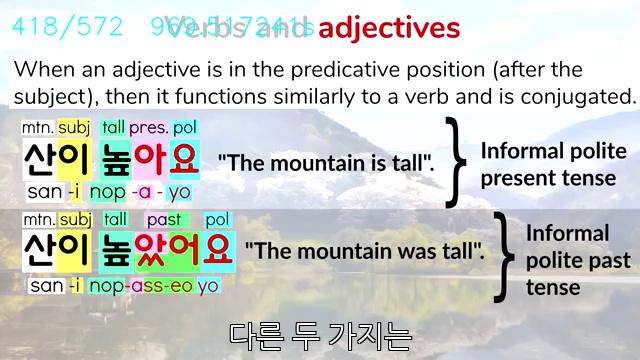 418/572 969.517241s
Verbs and adjectives
When an adjective is in the predicative position (after the
subject), then it functions similarly to a verb and is conjugated.
mtn. subj tall pres. pol
산이 높아요 "The mountain is tall". } Informal polite
present tense
san -i nop -a - yo
mtn. subj tall past pol
산이 높았어요 "The mountain was tall". } Informal
polite past
tense
san -i nop-ass-eo yo
다른 두 가지는